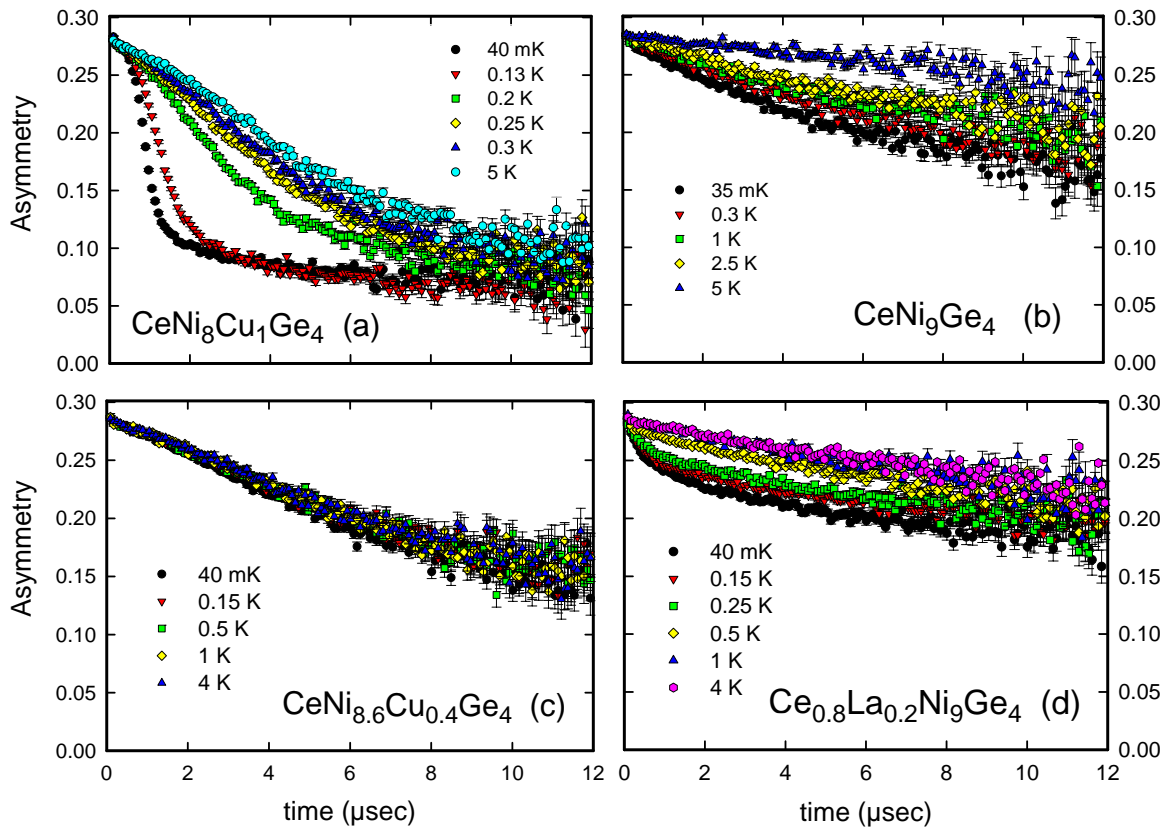 0.30
0.25
0.20
0.15
0.10
0.05
0.00
Asymmetry
40 mK
0.13 K
0.2 K
0.25 K
0.3 K
5 K
CeNi8Cu1Ge4 (a)
0.30
0.25
0.20
0.15
0.10
0.05
0.00
35 mK
0.3 K
1 K
2.5 K
5 K
CeNi9Ge4 (b)
0.30
0.25
0.20
0.15
0.10
0.05
0.00
Asymmetry
40 mK
0.15 K
0.5 K
1 K
4 K
CeNi8.6Cu0.4Ge4 (c)
0 2 4 6 8 10 12
time (µsec)
0.30
0.25
0.20
0.15
0.10
0.05
0.00
40 mK
0.15 K
0.25 K
0.5 K
1 K
4 K
Ce0.8La0.2Ni9Ge4 (d)
0 2 4 6 8 10 12
time (µsec)